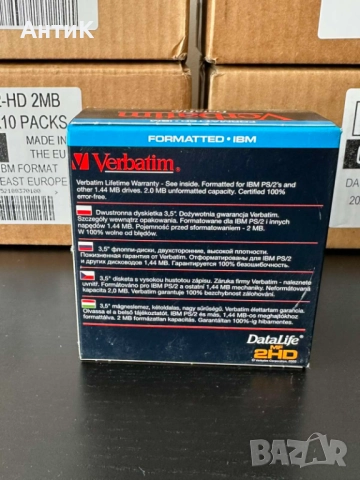 АНТИК
2-HD 2MB
10 PACKS
IBM FORMAT
EAST EUROPE
MADE IN
THE EU
FORMATTED • IBM
Verbatim.
Verbatim Lifetime Warranty - See inside. Formatted for IBM PS/2's and
other 1.44 MB drives. 2.0 MB unformatted capacity. Certified 100%
error-free.
Dwustronna dyskietka 3,5". Dożywotnia gwarancja Verbatim.
Szczegóły wewnątrz opakowania. Formatowane dla IBM PS/2 i innych
napędów 1.44 MB. Pojemność przed sformatowaniem - 2 MB.
W 100% wolne od błędów.
3,5" флоппи-диски, двухсторонние, высокой плотности.
Пожизненная гарантия от Verbatim. Отформатированы для IBM PS/2
и других дисководов 1,44 MB. Гарантируется 100% безошибочность.
3,5" disketa s vysokou hustotou zápisu. Záruka firmy Verbatim - naleznete
uvnitř. Formátováno pro IBM PS/2 a ostatní 1,44 MB mechaniky. Neformátovaná
kapacita 2,0 MB. Verbatim garantuje 100% bezchybnost zálohování.
3,5" mágneslemez, kétoldalas, nagy sűrűségű. Verbatim élettartam garancia.
Olvassa el a belső tájékoztatót. IBM PS/2 és más, 1,44 MB-os meghajtókhoz
formattálva, 2 MB formázatlan kapacitás. Garantáltan 100%-ig hibamentes.
DataLife
MF
2HD
bazar.bg